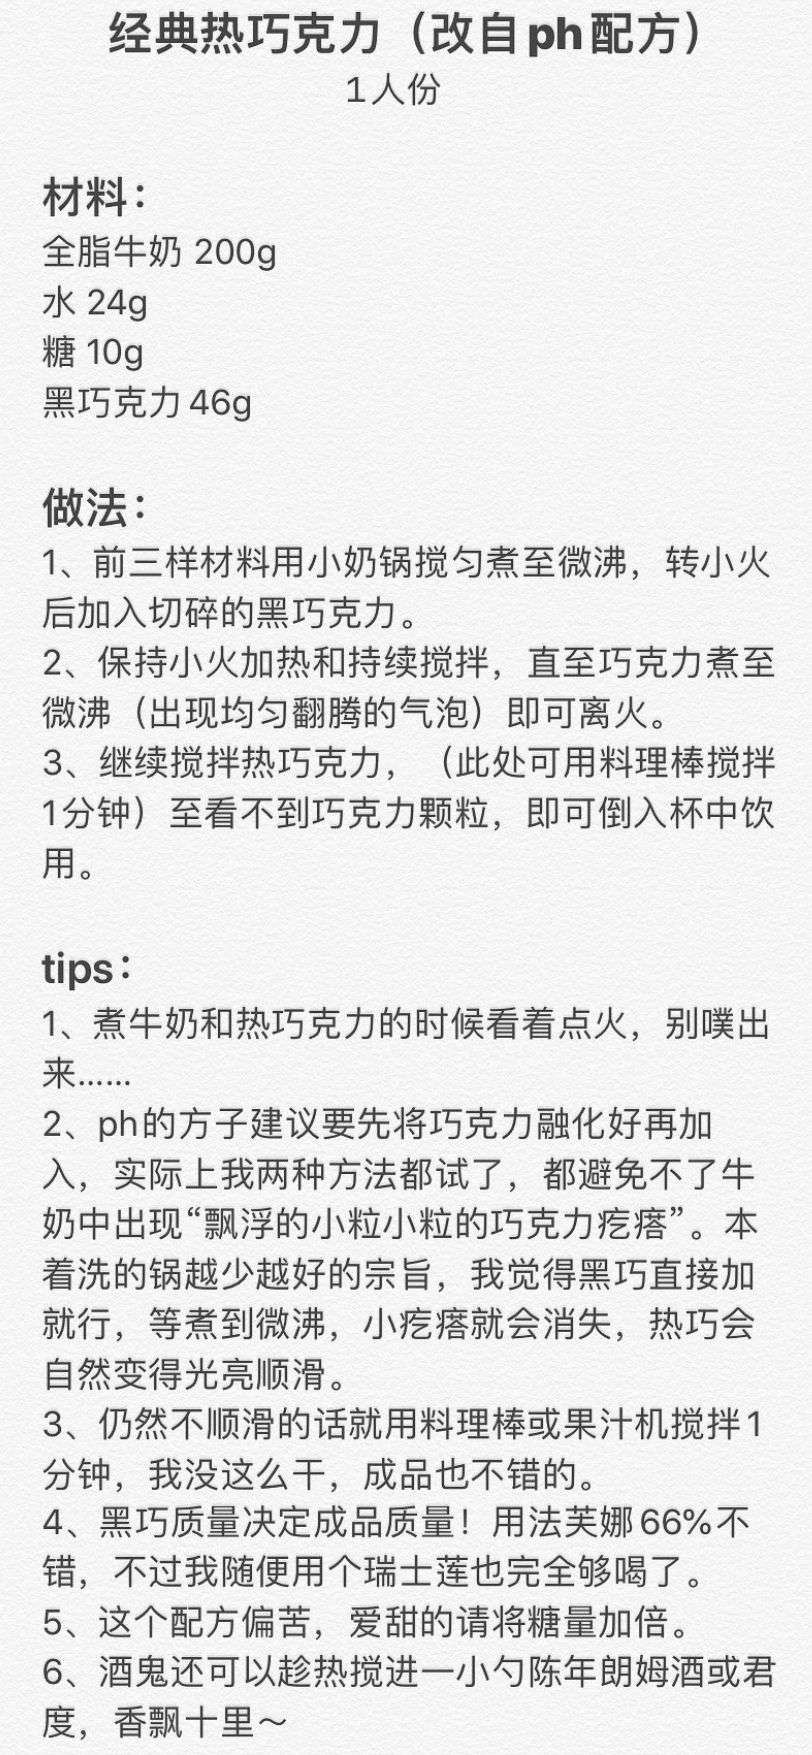 经典热巧克力（改自ph配方）
1人份
材料：
全脂牛奶 200g
水 24g
糖 10g
黑巧克力46g
做法：
1、前三样材料用小奶锅搅匀煮至微沸，转小火
后加入切碎的黑巧克力。
2、保持小火加热和持续搅拌，直至巧克力煮至
微沸（出现均匀翻腾的气泡）即可离火。
3、继续搅拌热巧克力，（此处可用料理棒搅拌
1分钟）至看不到巧克力颗粒，即可倒入杯中饮
用。
tips：
1、煮牛奶和热巧克力的时候看着点火，别噗出
来……
2、ph的方子建议要先将巧克力融化好再加
入，实际上我两种方法都试了，都避免不了牛
奶中出现“飘浮的小粒小粒的巧克力疙瘩”。本
着洗的锅越少越好的宗旨，我觉得黑巧直接加
就行，等煮到微沸，小疙瘩就会消失，热巧会
自然变得光亮顺滑。
3、仍然不顺滑的话就用料理棒或果汁机搅拌1
分钟，我没这么干，成品也不错的。
4、黑巧质量决定成品质量！用法芙娜66%不
错，不过我随便用个瑞士莲也完全够喝了。
5、这个配方偏苦，爱甜的请将糖量加倍。
6、酒鬼还可以趁热搅进一小勺陈年朗姆酒或君
度，香飘十里～